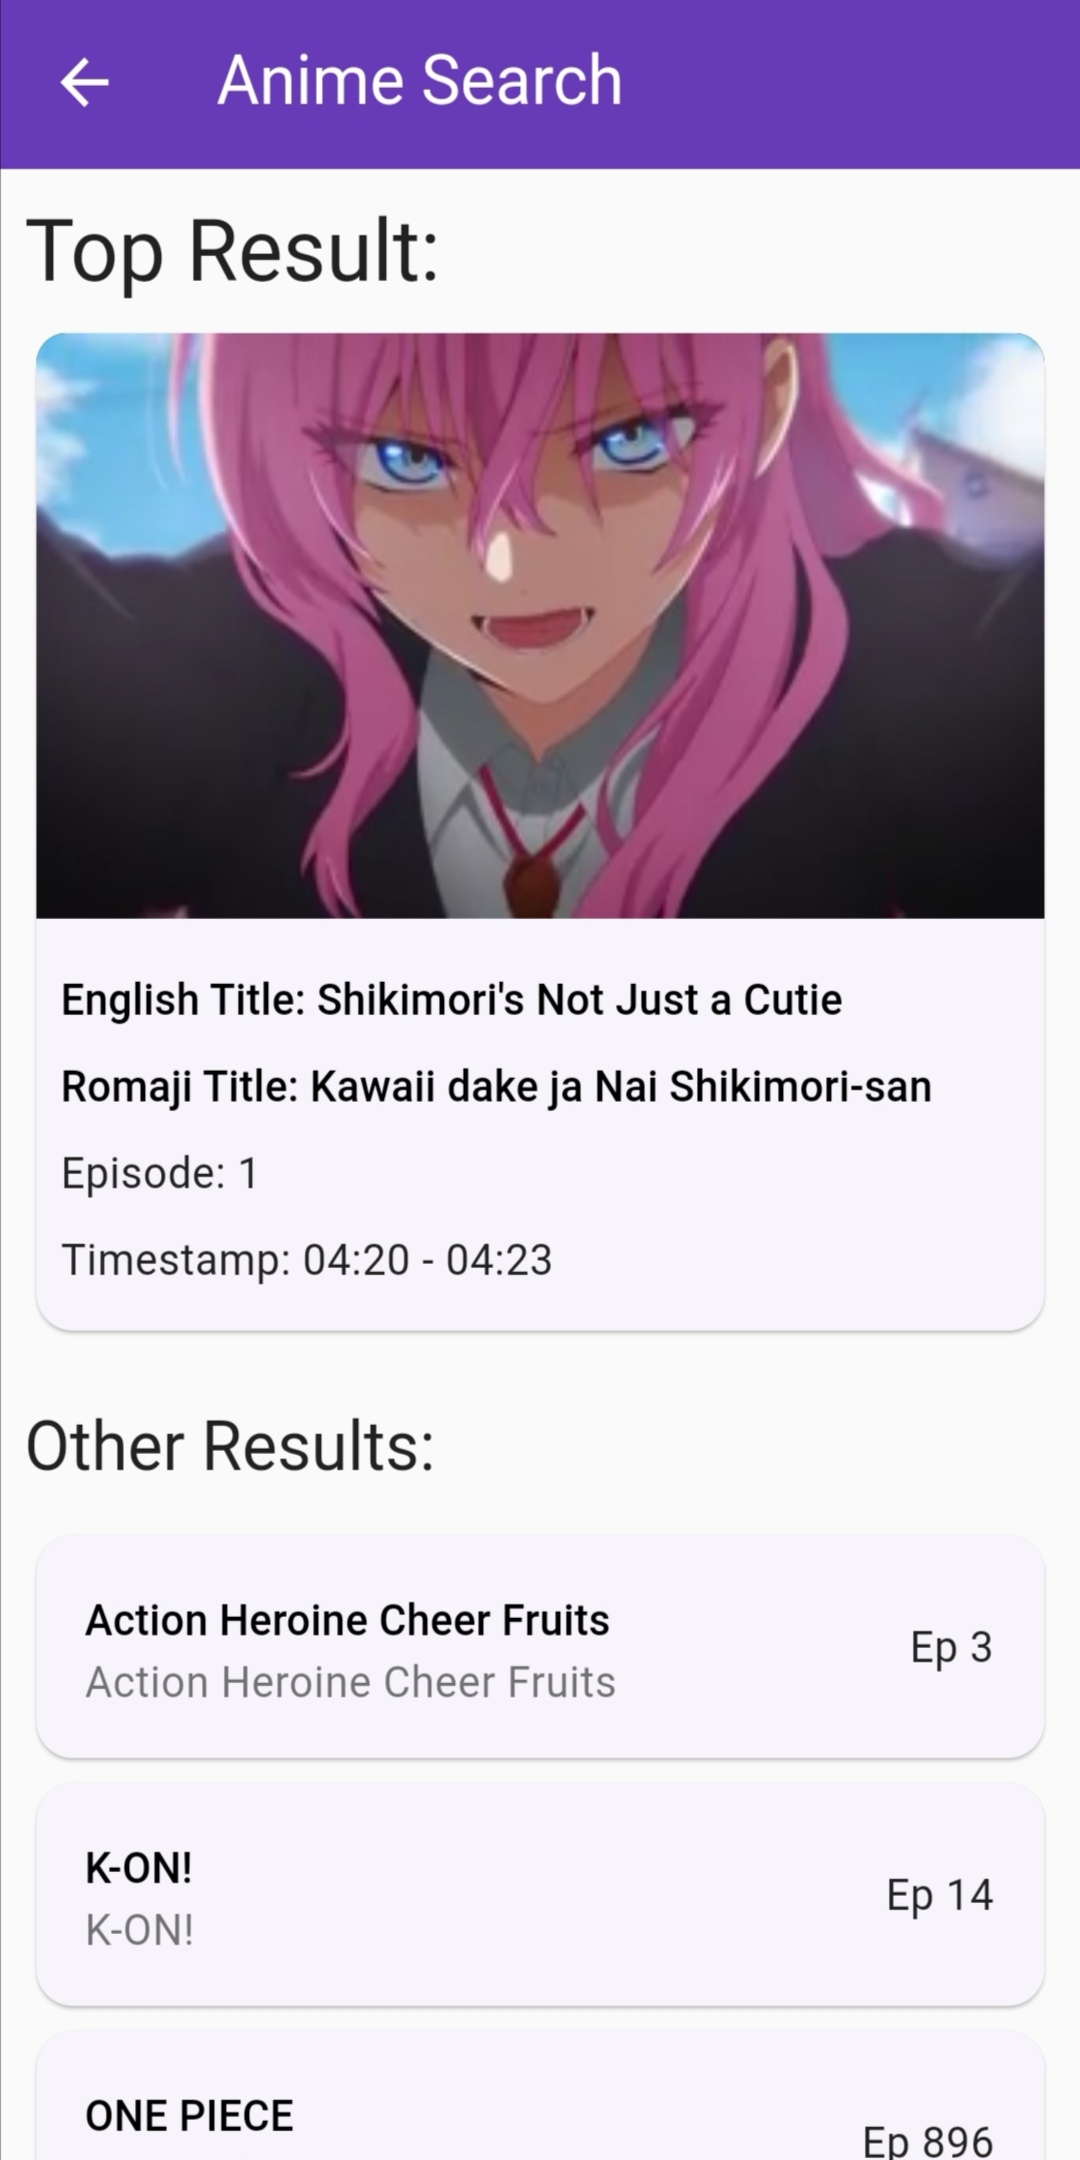 Anime Search
Top Result:
English Title: Shikimori's Not Just a Cutie
Romaji Title: Kawaii dake ja Nai Shikimori-san
Episode: 1
Timestamp: 04:20 - 04:23
Other Results:
Action Heroine Cheer Fruits
Action Heroine Cheer Fruits
Ep 3
K-ON!
K-ON!
Ep 14
ONE PIECE
Ep 896